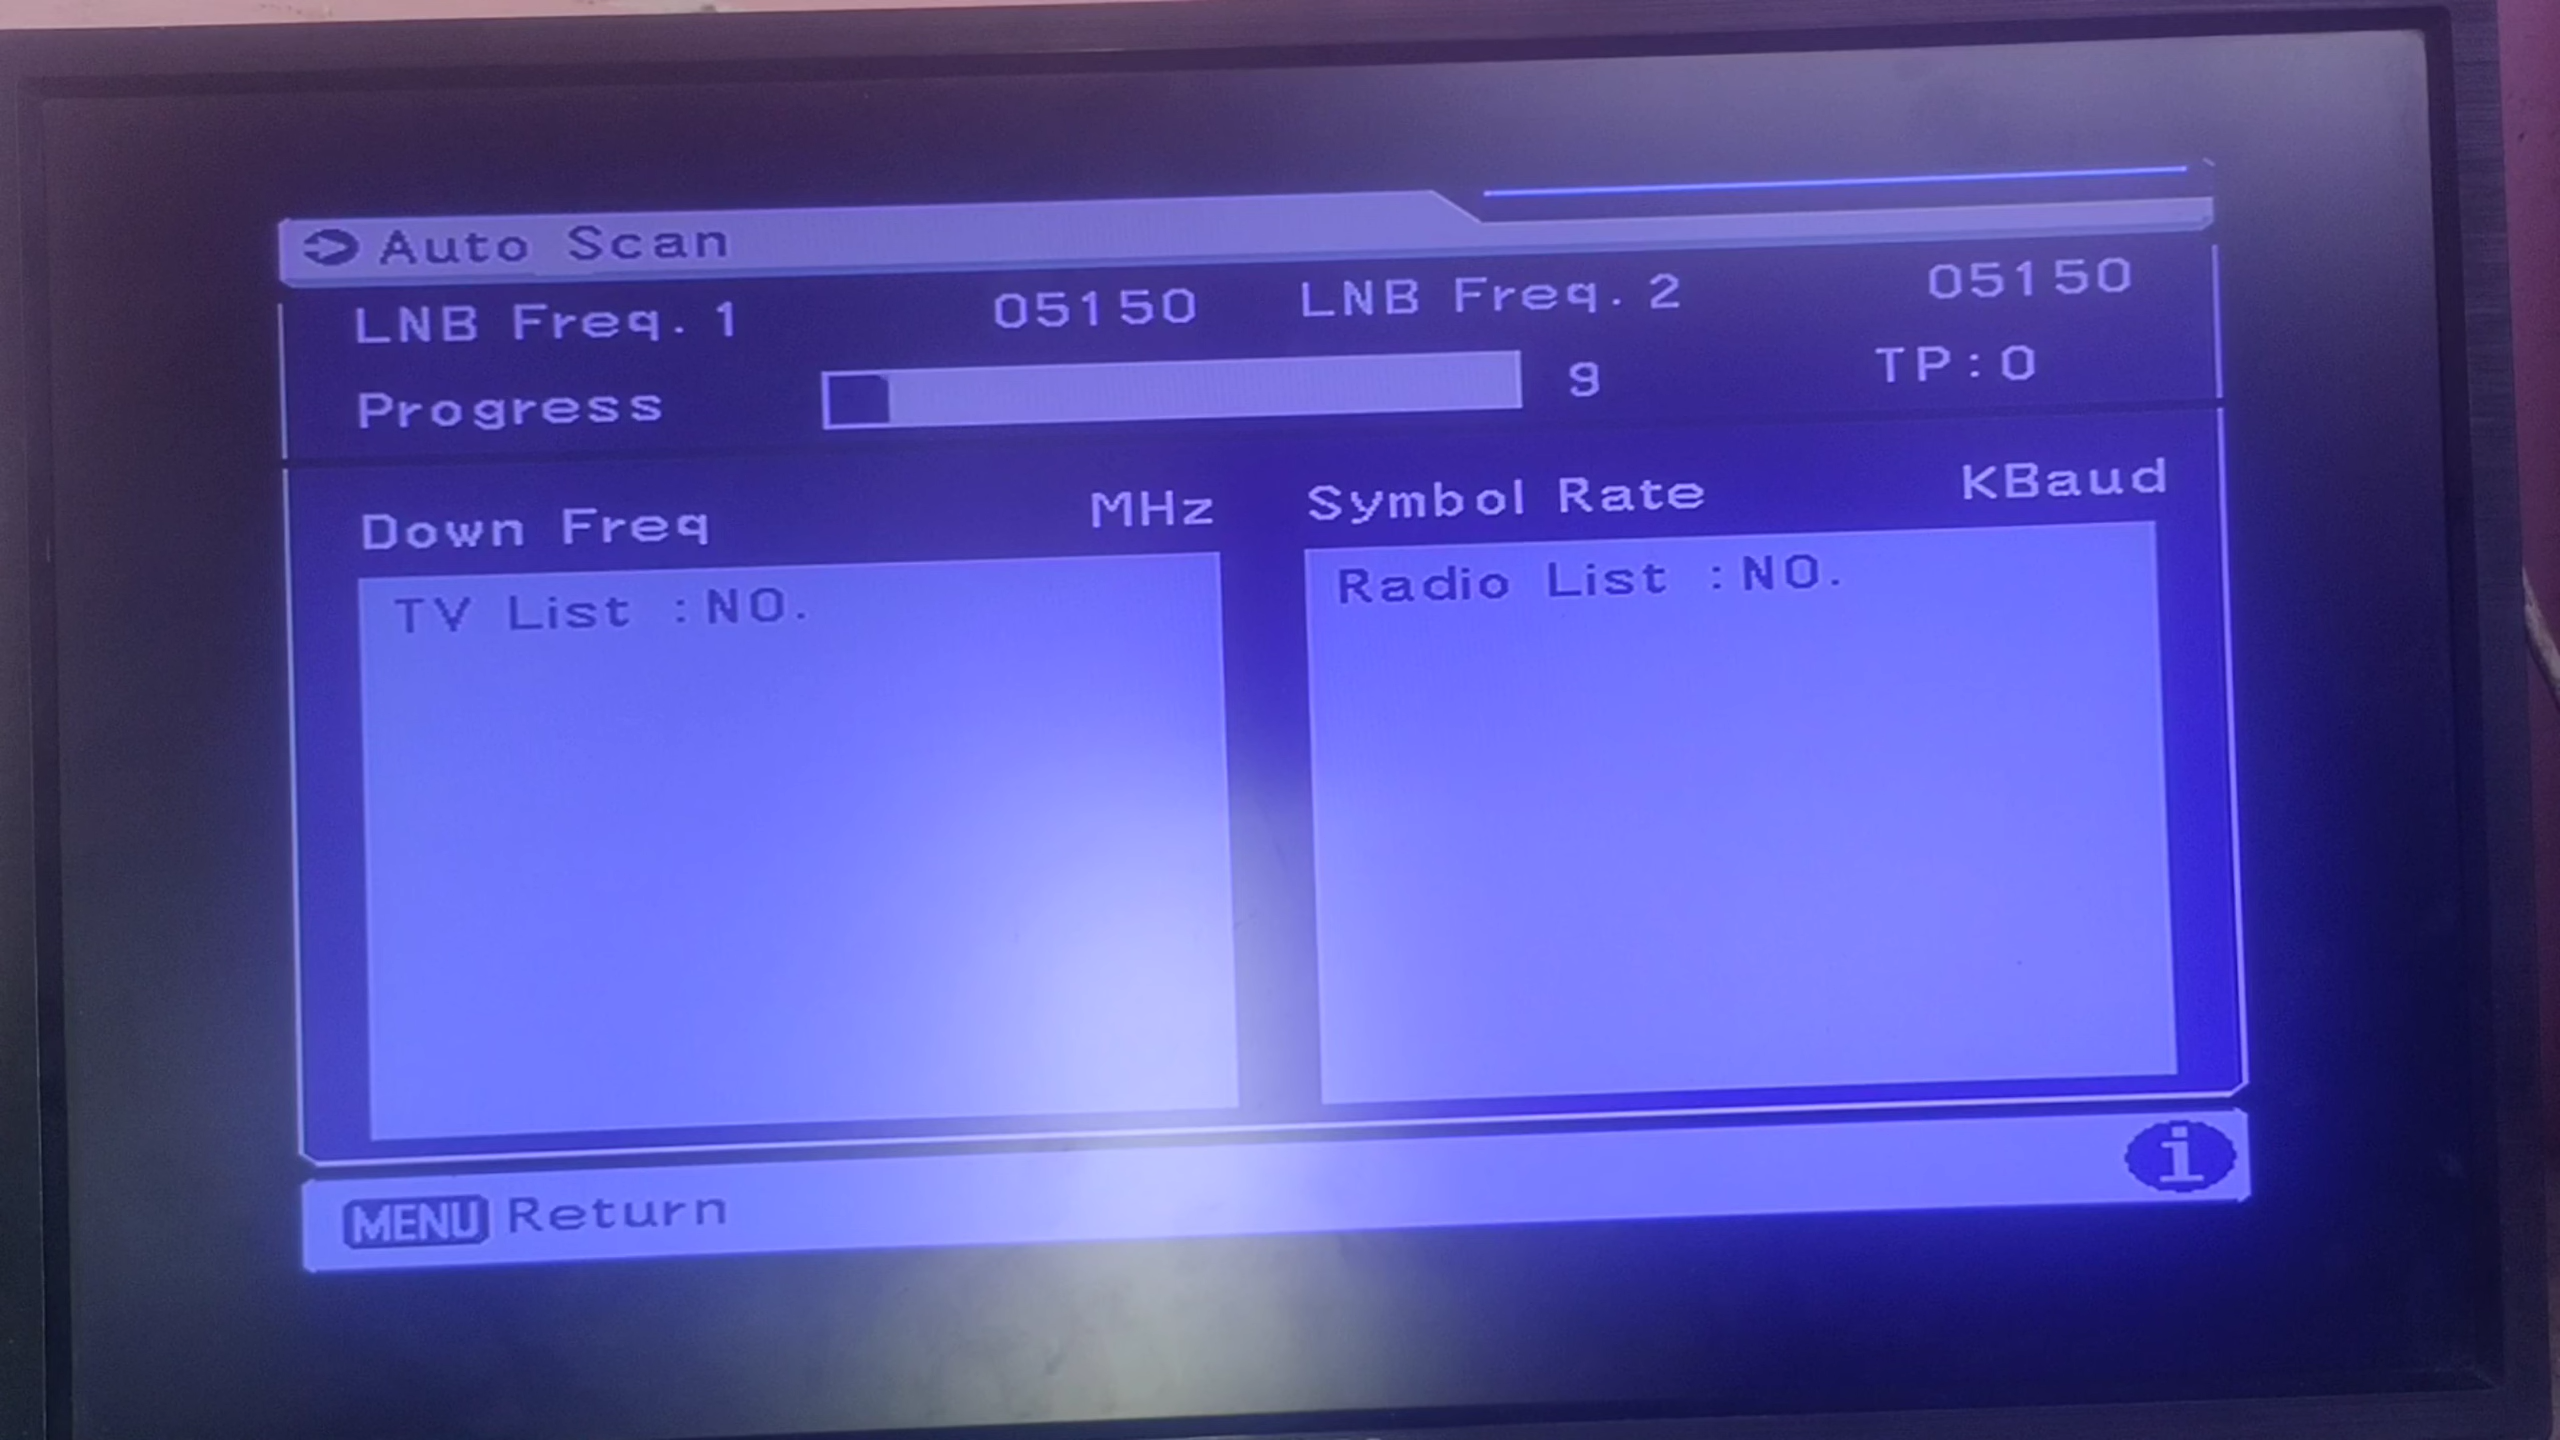 Auto Scan
LNB Freq. 1 05150 LNB Freq. 2 05150
Progress 9 TP:0
Down Freq MHz Symbol Rate KBaud
TV List :NO. Radio List :NO.
MENU Return i